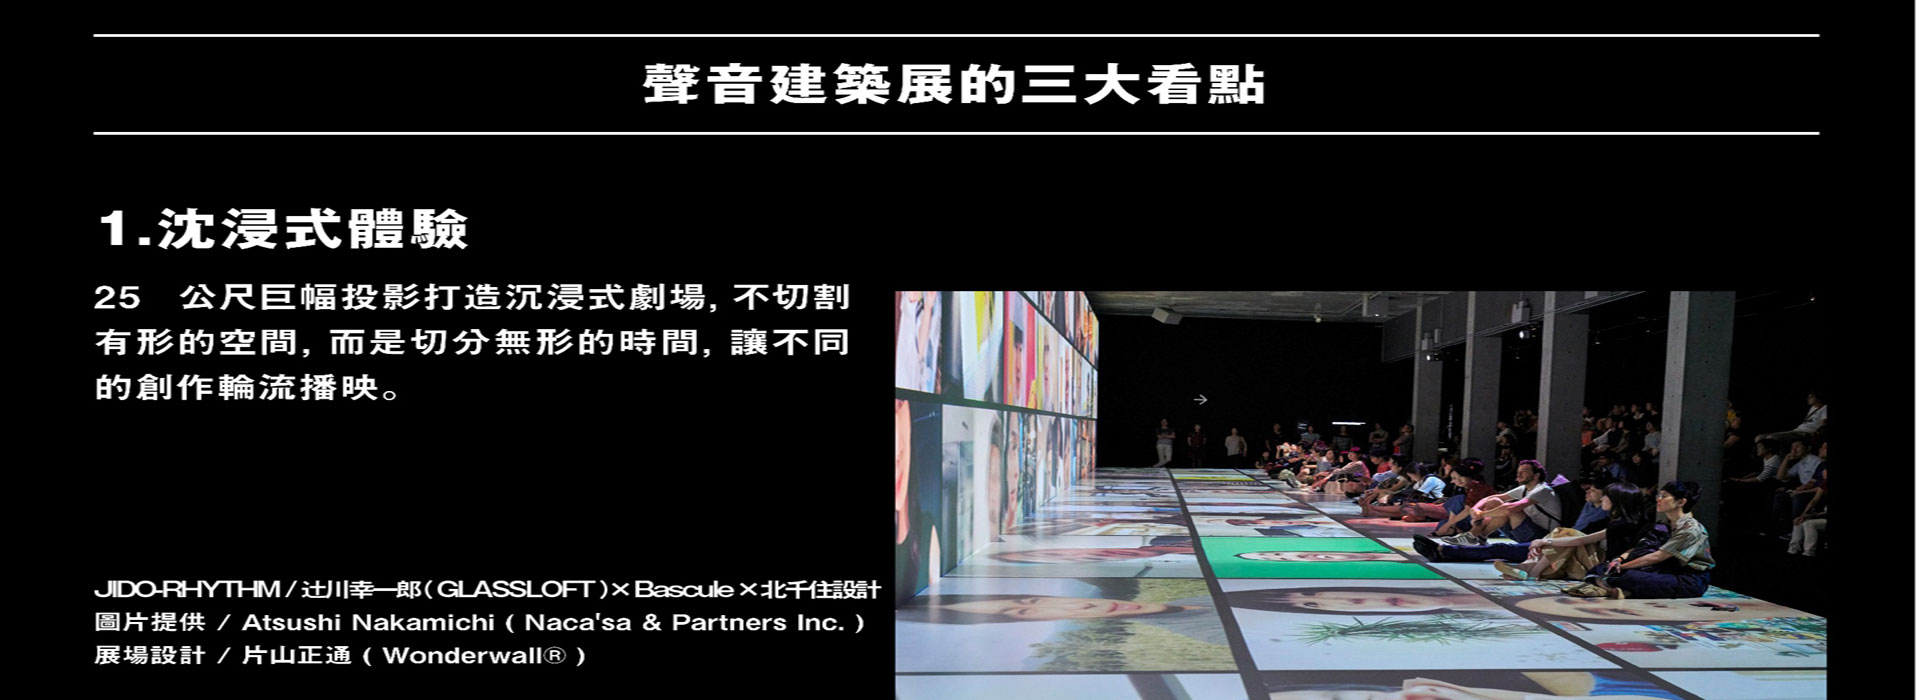 聲音建築展的三大看點
1.沈浸式體驗
25 公尺巨幅投影打造沉浸式劇場, 不切割
有形的空間, 而是切分無形的時間, 讓不同
的創作輪流播映。
JIDO-RHYTHM / 辻川幸一郎( GLASSLOFT )× Bascule × 北千住設計
圖片提供 / Atsushi Nakamichi ( Naca'sa & Partners Inc. )
展場設計 / 片山正通 ( Wonderwall® )